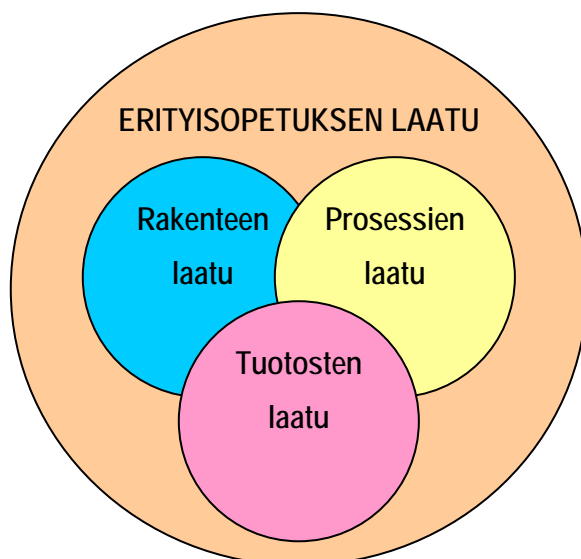 ERITYISOPETUKSEN LAATU
Rakenteen
laatu
Prosessien
laatu
Tuotosten
laatu